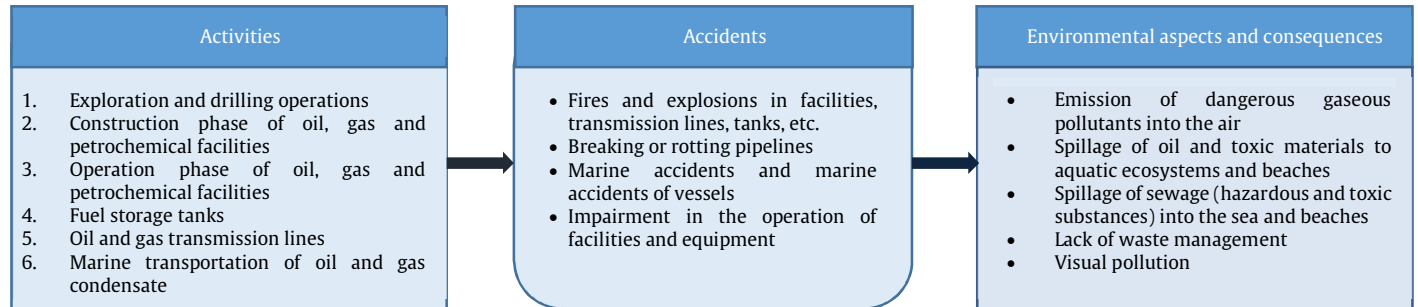 Activities
1. Exploration and drilling operations
2. Construction phase of oil, gas and
petrochemical facilities
3. Operation phase of oil, gas and
petrochemical facilities
4. Fuel storage tanks
5. Oil and gas transmission lines
6. Marine transportation of oil and gas
condensate
Accidents
• Fires and explosions in facilities,
transmission lines, tanks, etc.
• Breaking or rotting pipelines
• Marine accidents and marine
accidents of vessels
• Impairment in the operation of
facilities and equipment
Environmental aspects and consequences
• Emission of dangerous gaseous
pollutants into the air
• Spillage of oil and toxic materials to
aquatic ecosystems and beaches
• Spillage of sewage (hazardous and toxic
substances) into the sea and beaches
• Lack of waste management
• Visual pollution